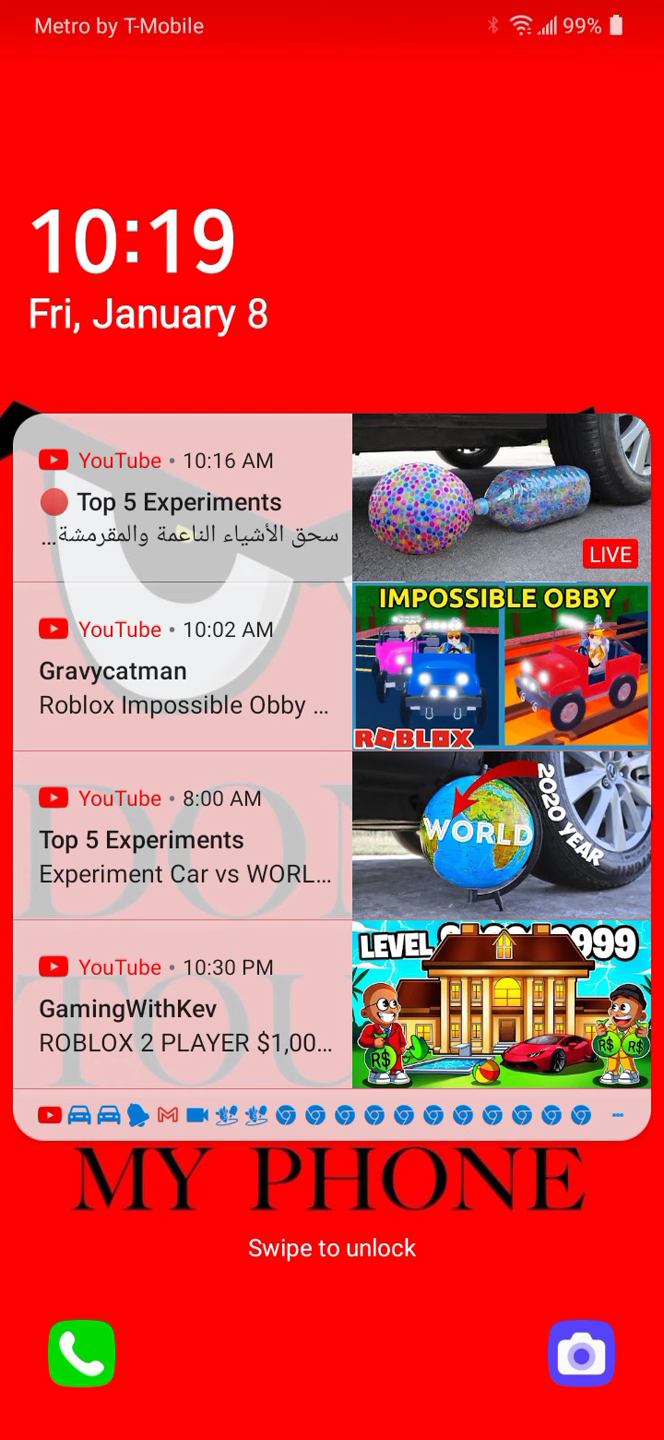 Metro by T-Mobile
99%
10:19
Fri, January 8
YouTube • 10:16 AM
Top 5 Experiments
سحق الأشياء الناعمة والمقرمشة...
LIVE
YouTube • 10:02 AM
Gravycatman
Roblox Impossible Obby ...
IMPOSSIBLE OBBY
ROBLOX
YouTube • 8:00 AM
Top 5 Experiments
Experiment Car vs WORL...
WORLD
2020 YEAR
YouTube • 10:30 PM
GamingWithKev
ROBLOX 2 PLAYER $1,00...
LEVEL 999
R$
R$ R$
DON
TOU
MY PHONE
Swipe to unlock